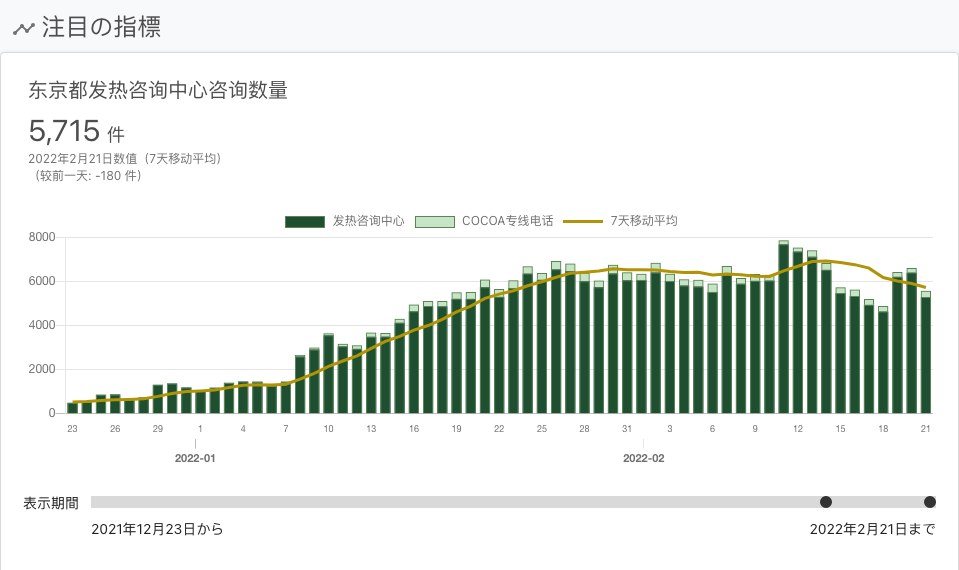 注目の指標
东京都发热咨询中心咨询数量
5,715 件
2022年2月21日数值（7天移动平均）
（较前一天: -180 件）
发热咨询中心 COCOA专线电话 7天移动平均
8000
6000
4000
2000
0
23 26 29 1 4 7 10 13 16 19 22 25 28 31 3 6 9 12 15 18 21
2022-01 2022-02
表示期間
2021年12月23日から 2022年2月21日まで